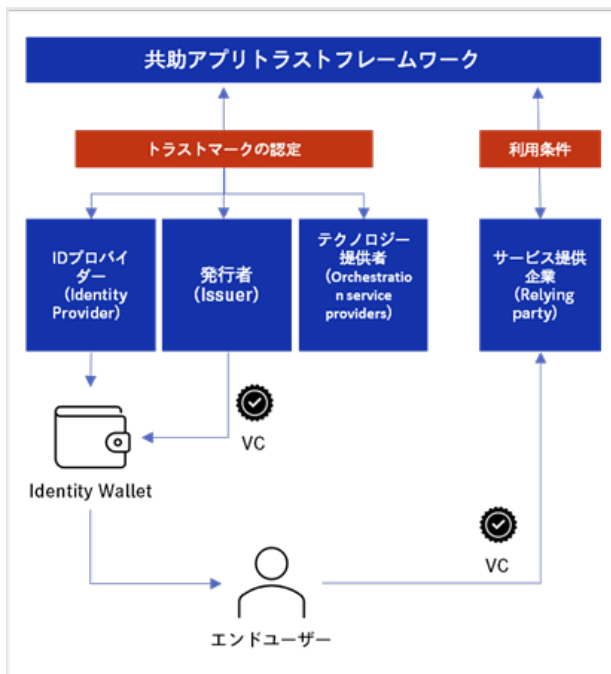 共助アプリトラストフレームワーク
トラストマークの認定
利用条件
IDプロバイ
ダー
(Identity
Provider)
発行者
(Issuer)
テクノロジー
提供者
(Orchestratio
n service
providers)
サービス提供
企業
(Relying
party)
VC
Identity Wallet
VC
エンドユーザー